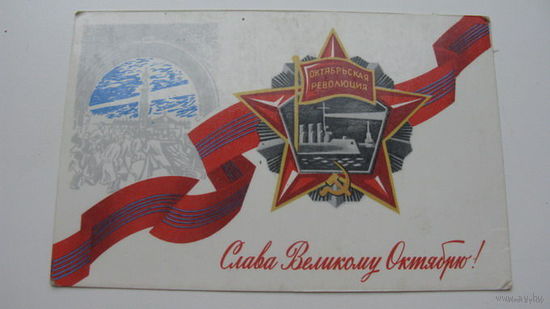 ОКТЯБРЬСКАЯ
РЕВОЛЮЦИЯ
Слава Великому Октябрю!